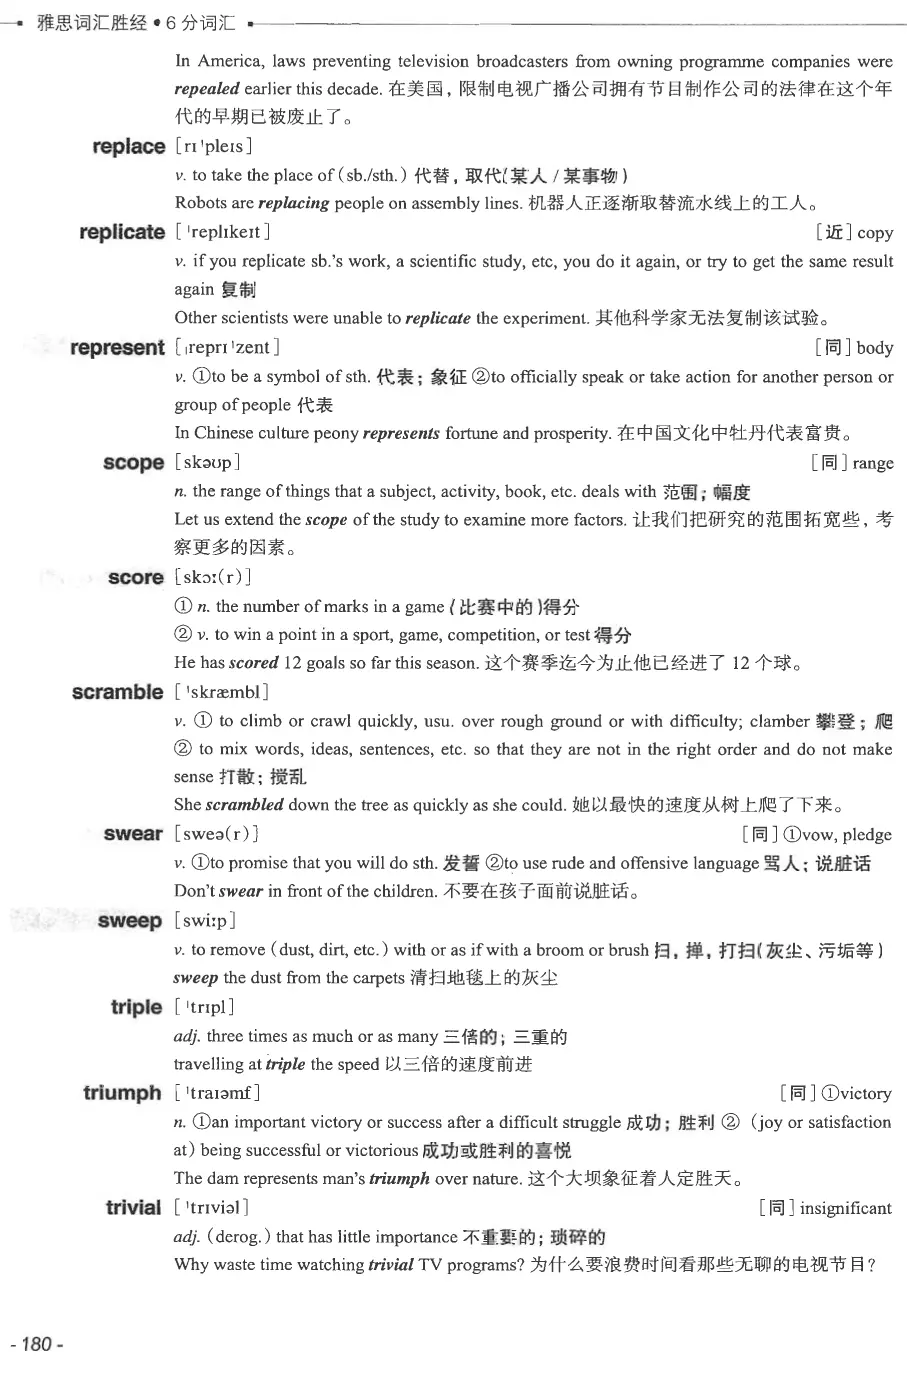 雅思词汇胜经•6分词汇
In America, laws preventing television broadcasters from owning programme companies were
repealed earlier this decade. 在美国，限制电视广播公司拥有节目制作公司的法律在这个年
代的早期已被废止了。
replace [rɪˈpleɪs]
v. to take the place of (sb./sth.) 代替，取代(某人/某事物)
Robots are replacing people on assembly lines. 机器人正逐渐取替流水线上的工人。
replicate [ˈreplɪkeɪt] [近] copy
v. if you replicate sb.'s work, a scientific study, etc, you do it again, or try to get the same result
again 复制
Other scientists were unable to replicate the experiment. 其他科学家无法复制该试验。
represent [ˌreprɪˈzent] [同] body
v. ①to be a symbol of sth. 代表；象征 ②to officially speak or take action for another person or
group of people 代表
In Chinese culture peony represents fortune and prosperity. 在中国文化中牡丹代表富贵。
scope [skəʊp] [同] range
n. the range of things that a subject, activity, book, etc. deals with 范围；幅度
Let us extend the scope of the study to examine more factors. 让我们把研究的范围拓宽些，考
察更多的因素。
score [skɔː(r)]
① n. the number of marks in a game (比赛中的)得分
② v. to win a point in a sport, game, competition, or test 得分
He has scored 12 goals so far this season. 这个赛季迄今为止他已经进了 12 个球。
scramble [ˈskræmbl]
v. ① to climb or crawl quickly, usu. over rough ground or with difficulty; clamber 攀登；爬
② to mix words, ideas, sentences, etc. so that they are not in the right order and do not make
sense 打散；搅乱
She scrambled down the tree as quickly as she could. 她以最快的速度从树上爬了下来。
swear [sweə(r)] [同] ①vow, pledge
v. ①to promise that you will do sth. 发誓 ②to use rude and offensive language 骂人；说脏话
Don't swear in front of the children. 不要在孩子面前说脏话。
sweep [swiːp]
v. to remove (dust, dirt, etc.) with or as if with a broom or brush 扫，掸，打扫(灰尘、污垢等)
sweep the dust from the carpets 清扫地毯上的灰尘
triple [ˈtrɪpl]
adj. three times as much or as many 三倍的；三重的
travelling at triple the speed 以三倍的速度前进
triumph [ˈtraɪəmf] [同] ①victory
n. ①an important victory or success after a difficult struggle 成功；胜利 ② (joy or satisfaction
at) being successful or victorious 成功或胜利的喜悦
The dam represents man's triumph over nature. 这个大坝象征着人定胜天。
trivial [ˈtrɪviəl] [同] insignificant
adj. (derog.) that has little importance 不重要的；琐碎的
Why waste time watching trivial TV programs? 为什么要浪费时间看那些无聊的电视节目?
- 180 -